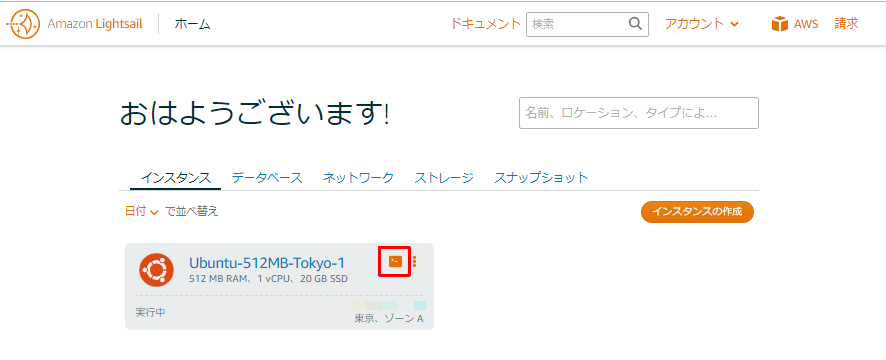 Amazon Lightsail ホーム ドキュメント 検索 アカウント AWS 請求
おはようございます!
名前、ロケーション、タイプによ...
インスタンス データベース ネットワーク ストレージ スナップショット
日付 で並べ替え
インスタンスの作成
Ubuntu-512MB-Tokyo-1
512 MB RAM、1 vCPU、20 GB SSD
実行中
東京、ゾーン A